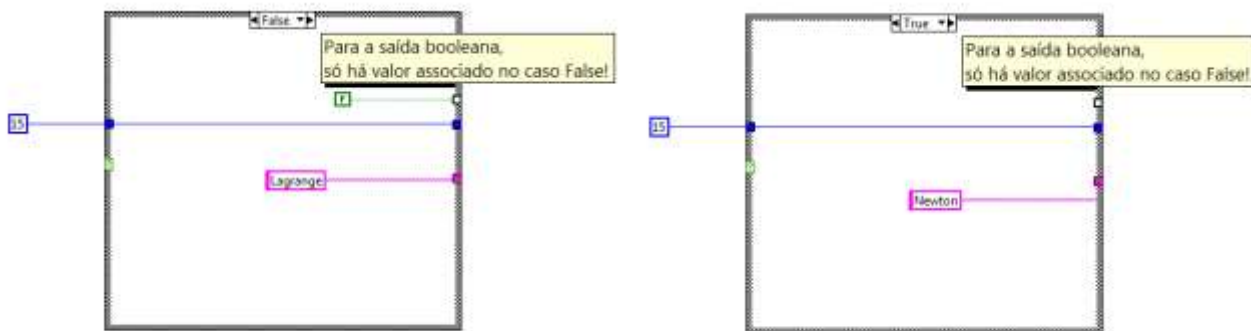 False
Para a saída booleana,
só há valor associado no caso False!
F
15
Lagrange
True
Para a saída booleana,
só há valor associado no caso False!
15
Newton